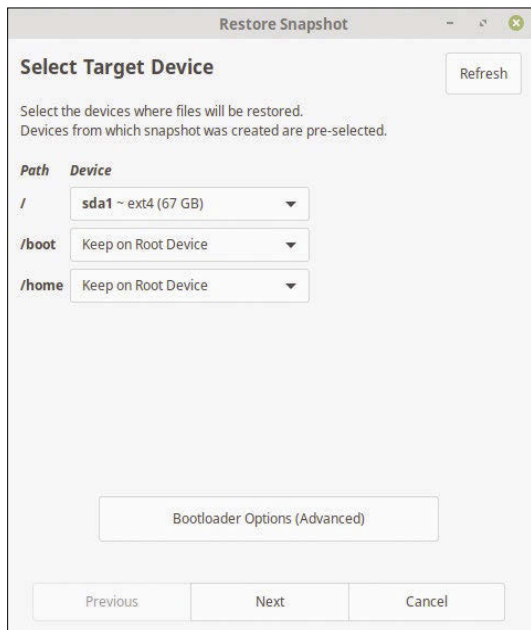 Restore Snapshot
Select Target Device
Refresh
Select the devices where files will be restored.
Devices from which snapshot was created are pre-selected.
Path Device
/ sda1 ~ ext4 (67 GB)
/boot Keep on Root Device
/home Keep on Root Device
Bootloader Options (Advanced)
Previous Next Cancel